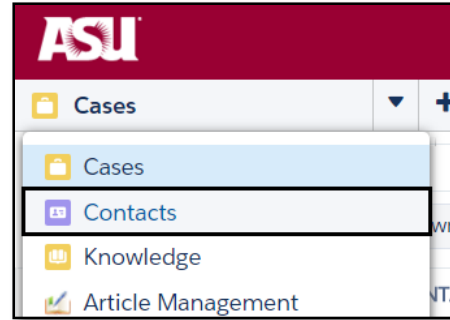 ASU
Cases
Cases
Contacts
Knowledge
Article Management